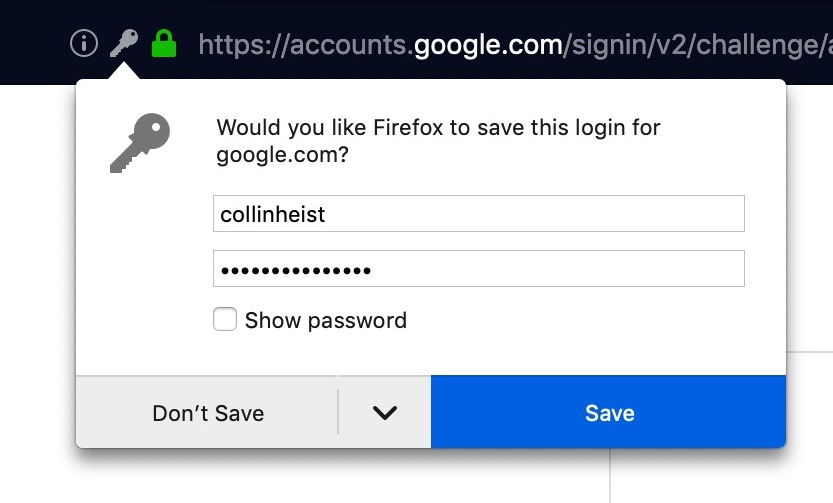 https://accounts.google.com/signin/v2/challenge/
Would you like Firefox to save this login for
google.com?
collinheist
•••••••••••••••
Show password
Don’t Save
Save